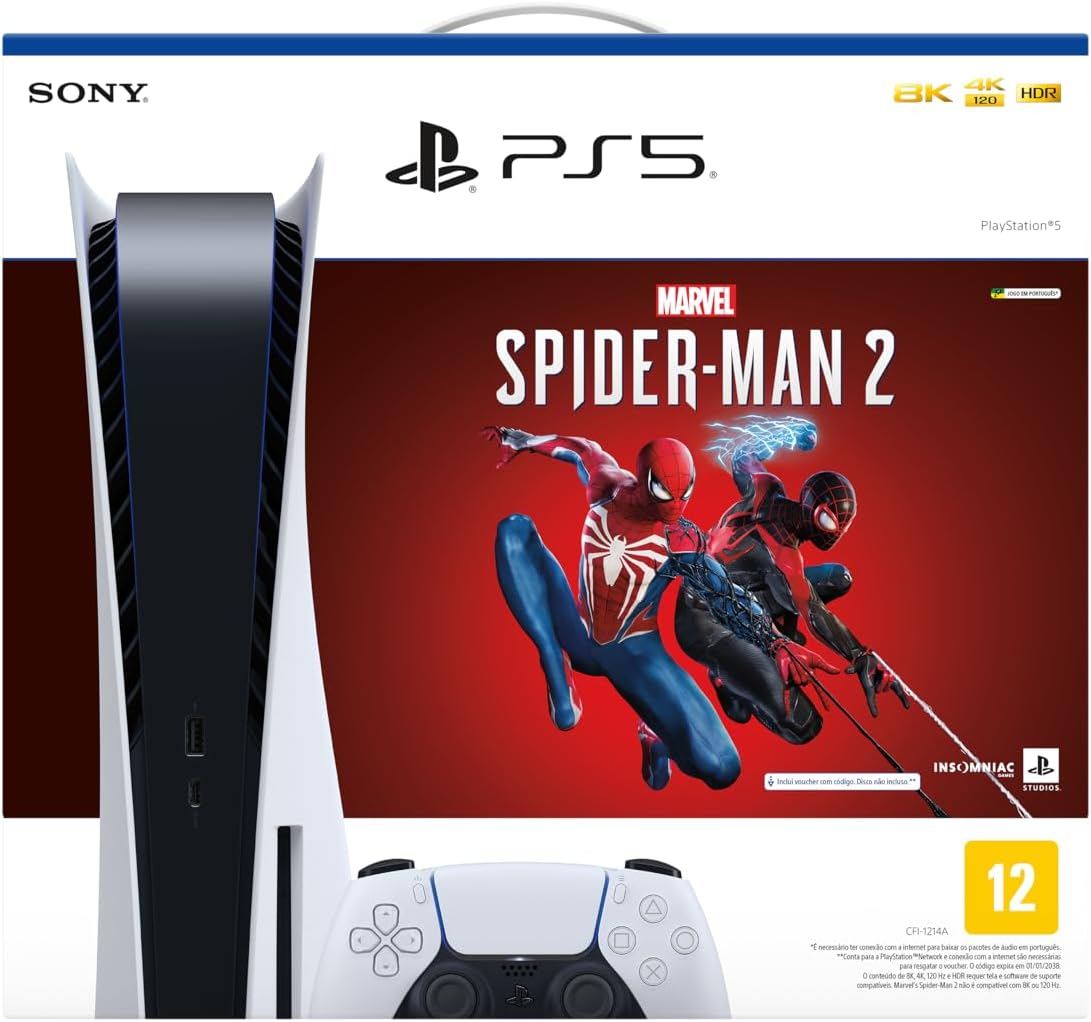 SONY®
8K 4K 120 HDR
PS5®
PlayStation®5
MARVEL
JOGO EM PORTUGUÊS*
SPIDER-MAN 2
INSOMNIAC
GAMES
STUDIOS.
Inclui voucher com código. Disco não incluso.**
12
CFI-1214A
*É necessário ter conexão com a internet para baixar os pacotes de áudio em português.
**Conta para a PlayStation™Network e conexão com a internet são necessárias
para resgatar o voucher. O código expira em 01/01/2038.
O conteúdo de 8K, 4K, 120 Hz e HDR requer tela e software de suporte
compatíveis. Marvel's Spider-Man 2 não é compatível com 8K ou 120 Hz.